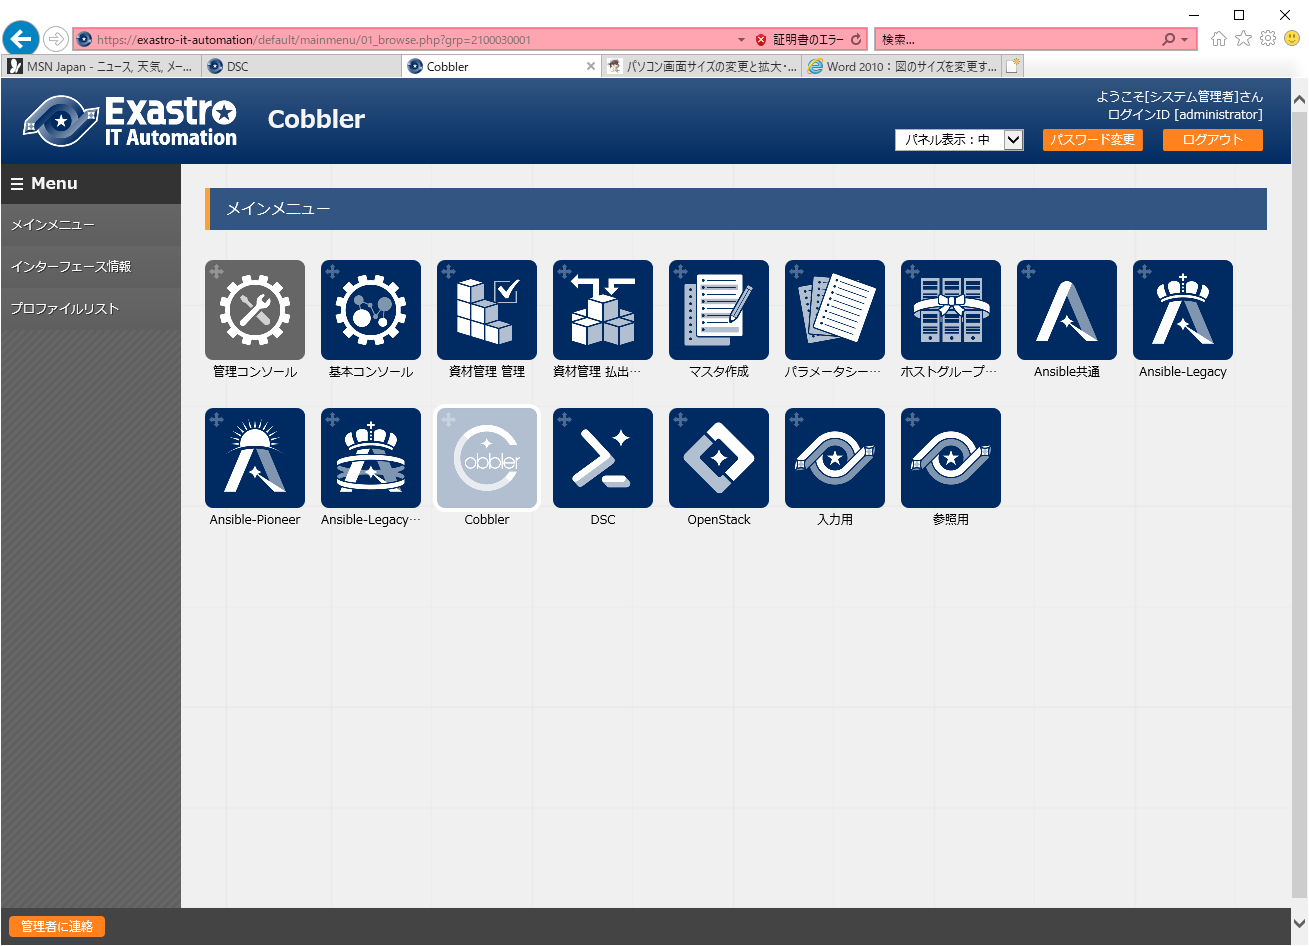 https://exastro-it-automation/default/mainmenu/01_browse.php?grp=2100030001
証明書のエラー
検索...
MSN Japan - ニュース, 天気, メー...
DSC
Cobbler
パソコン画面サイズの変更と拡大・...
Word 2010：図のサイズを変更す...
Exastro
IT Automation
Cobbler
ようこそ[システム管理者]さん
ログインID [administrator]
パネル表示：中
パスワード変更
ログアウト
Menu
メインメニュー
インターフェース情報
プロファイルリスト
メインメニュー
管理コンソール
基本コンソール
資材管理 管理
資材管理 払出…
マスタ作成
パラメータシー…
ホストグループ…
Ansible共通
Ansible-Legacy
obbler
Ansible-Pioneer
Ansible-Legacy…
Cobbler
DSC
OpenStack
入力用
参照用
管理者に連絡